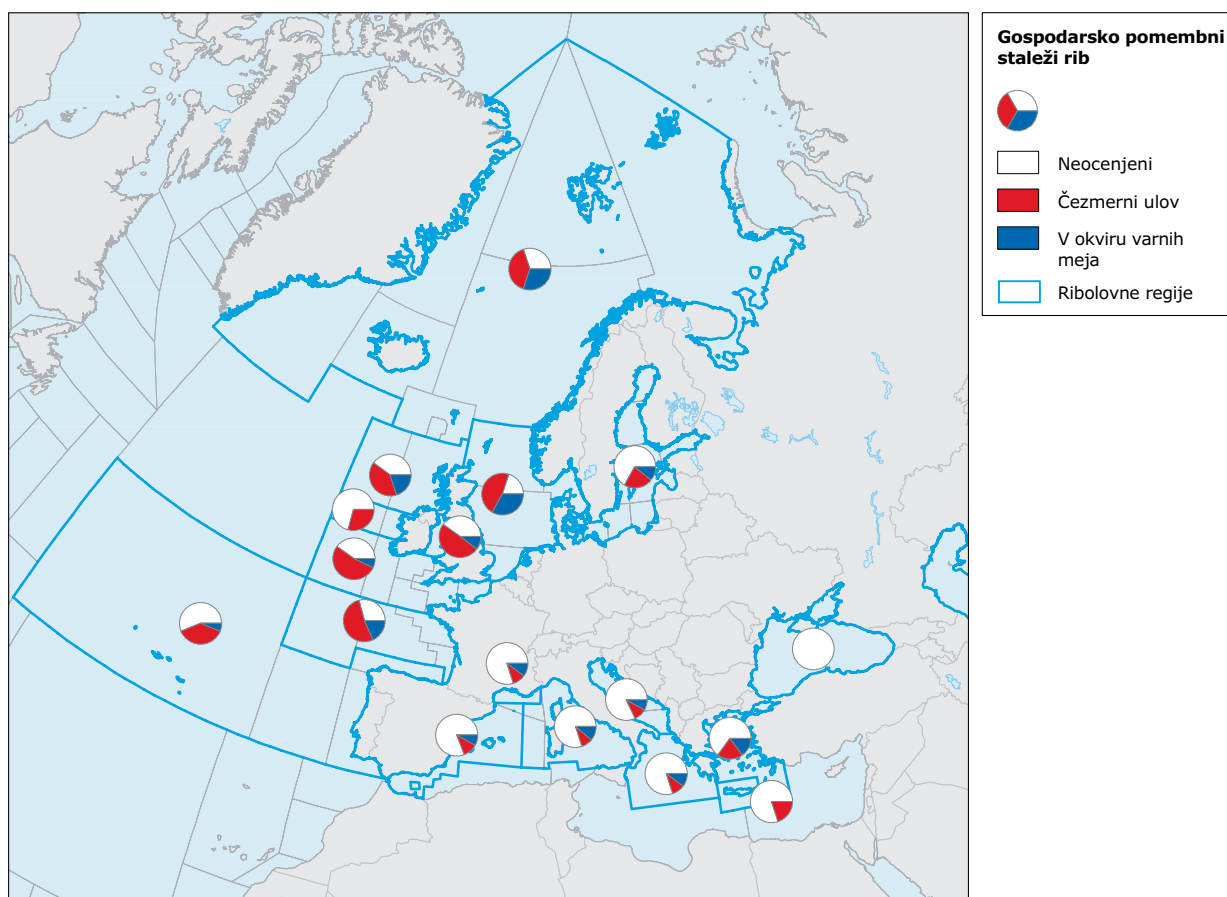 Gospodarsko pomembni
staleži rib
Neocenjeni
Čezmerni ulov
V okviru varnih
meja
Ribolovne regije